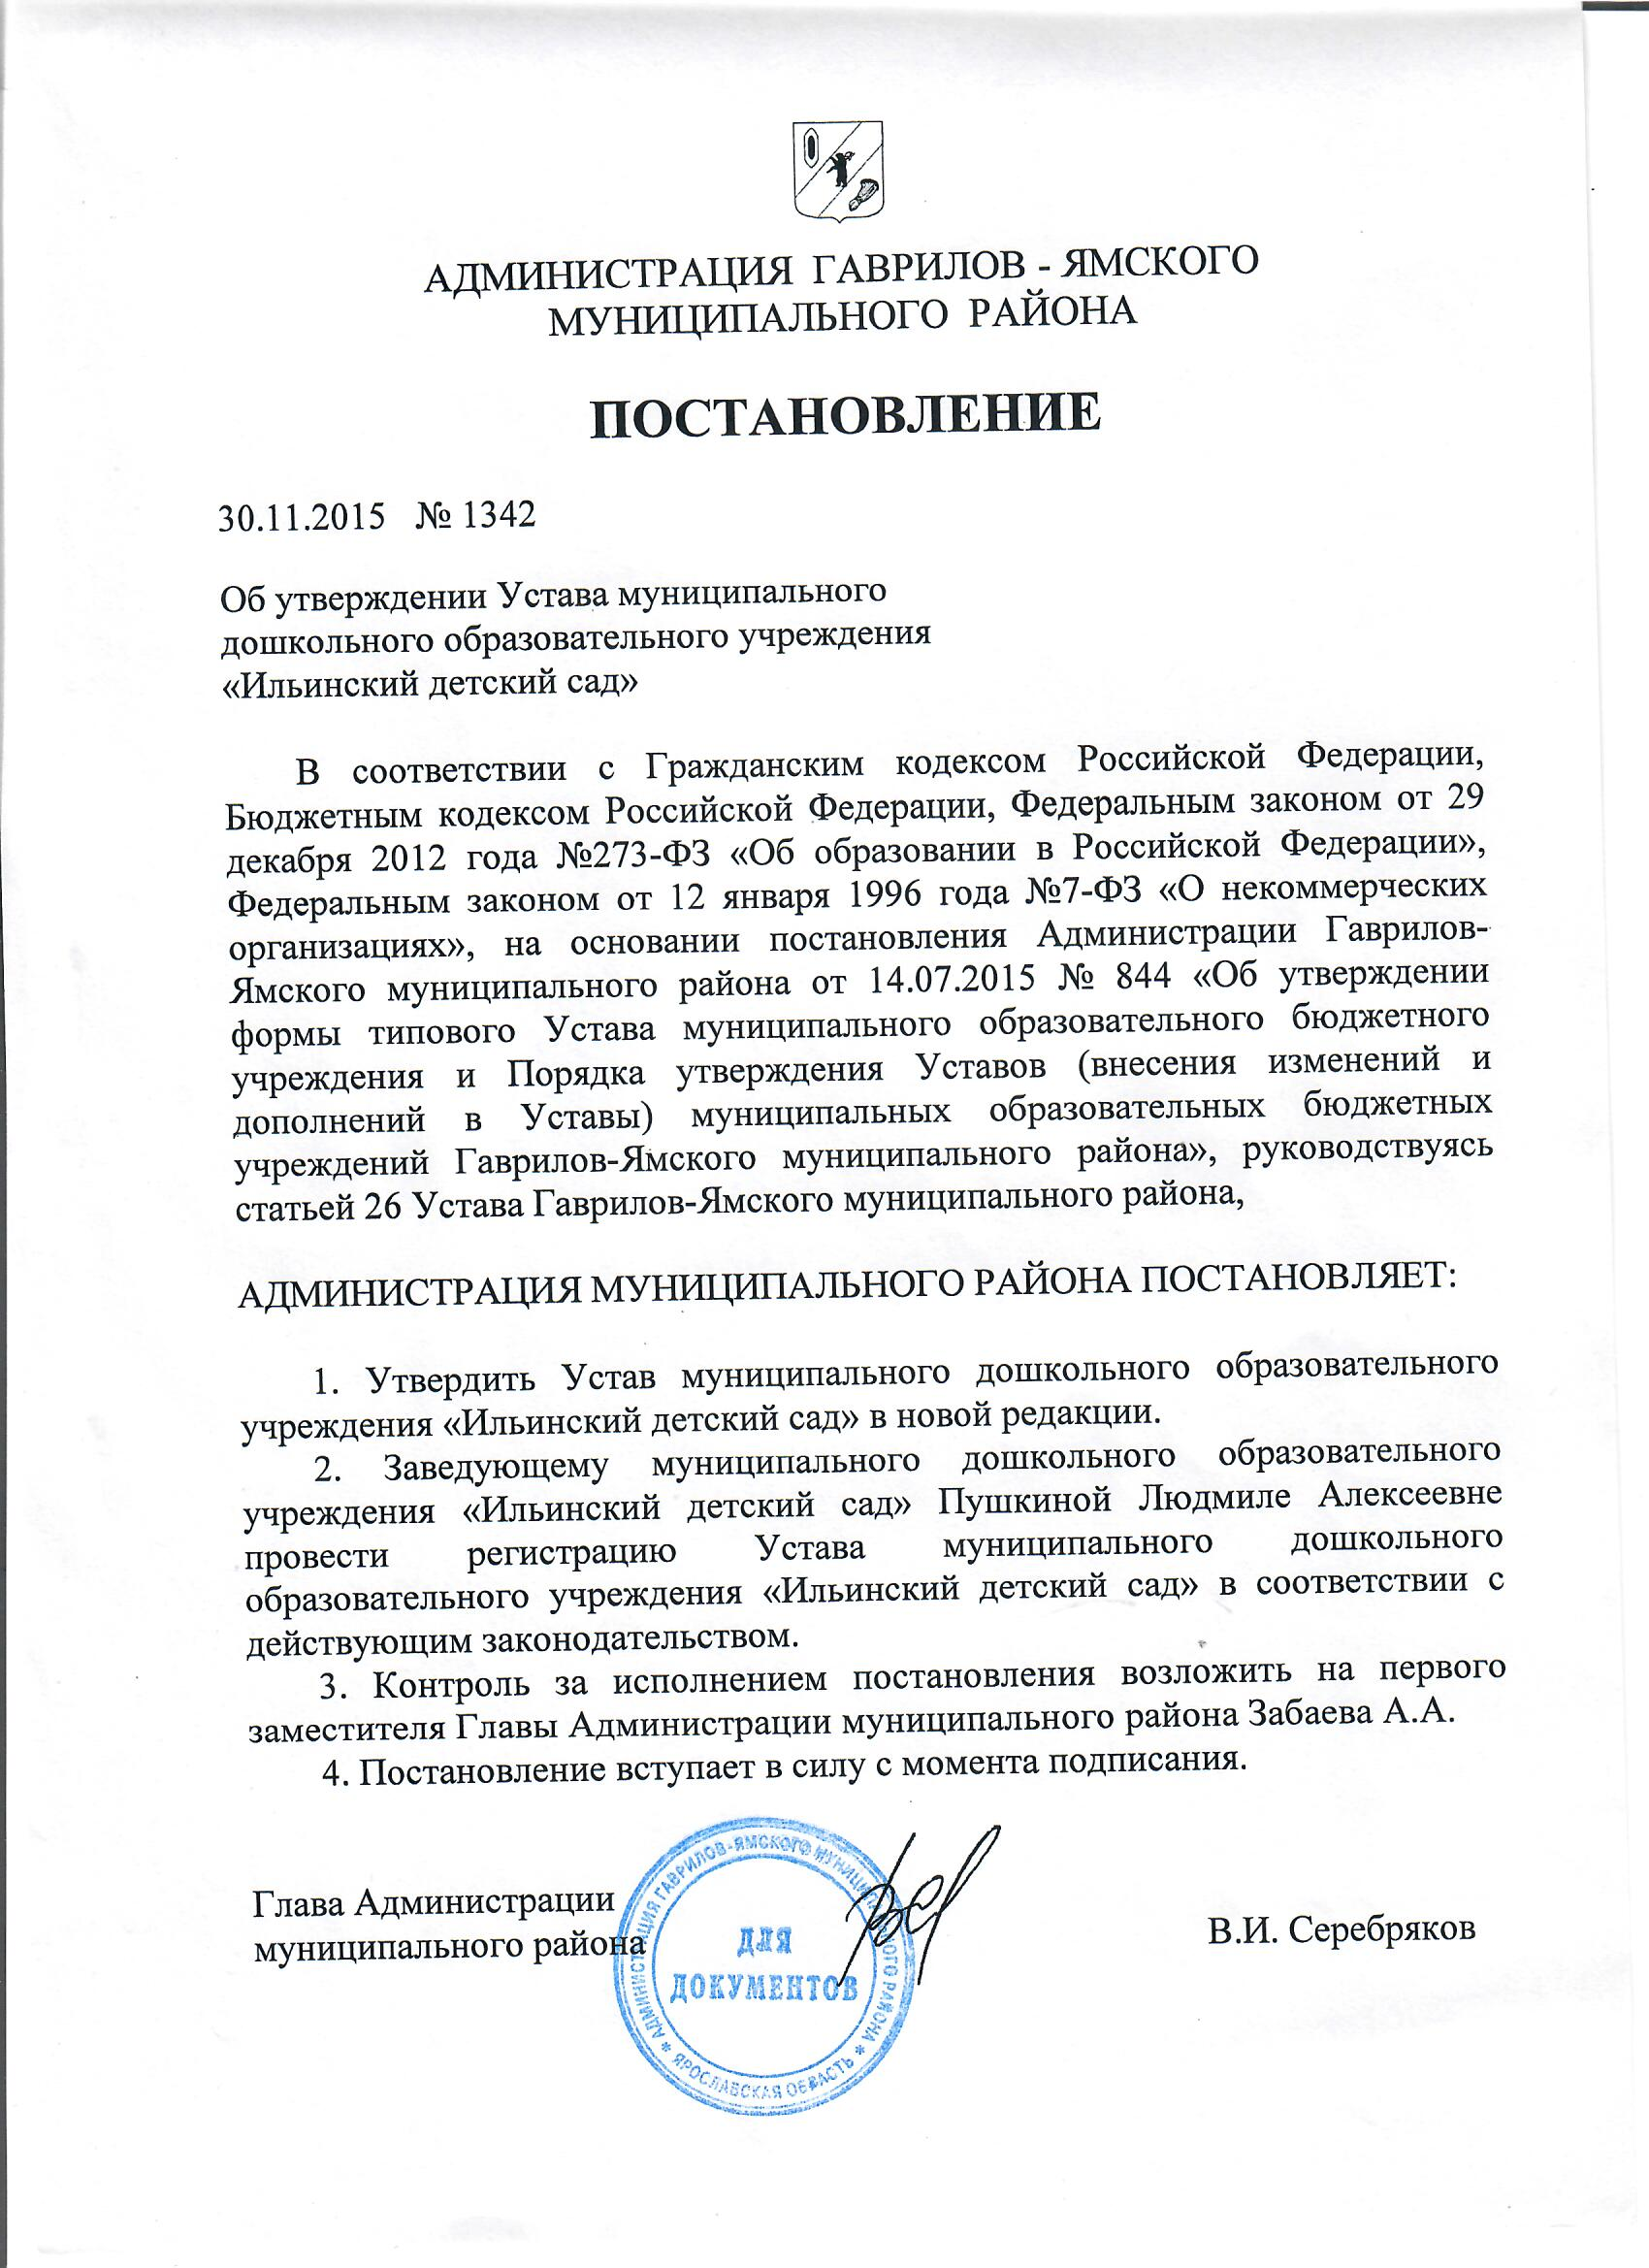 АДМИНИСТРАЦИЯ ГАВРИЛОВ - ЯМСКОГО
МУНИЦИПАЛЬНОГО РАЙОНА
ПОСТАНОВЛЕНИЕ
30.11.2015 № 1342
Об утверждении Устава муниципального
дошкольного образовательного учреждения
«Ильинский детский сад»
В соответствии с Гражданским кодексом Российской Федерации,
Бюджетным кодексом Российской Федерации, Федеральным законом от 29
декабря 2012 года №273-ФЗ «Об образовании в Российской Федерации»,
Федеральным законом от 12 января 1996 года №7-ФЗ «О некоммерческих
организациях», на основании постановления Администрации Гаврилов-
Ямского муниципального района от 14.07.2015 № 844 «Об утверждении
формы типового Устава муниципального образовательного бюджетного
учреждения и Порядка утверждения Уставов (внесения изменений и
дополнений в Уставы) муниципальных образовательных бюджетных
учреждений Гаврилов-Ямского муниципального района», руководствуясь
статьей 26 Устава Гаврилов-Ямского муниципального района,
АДМИНИСТРАЦИЯ МУНИЦИПАЛЬНОГО РАЙОНА ПОСТАНОВЛЯЕТ:
1. Утвердить Устав муниципального дошкольного образовательного
учреждения «Ильинский детский сад» в новой редакции.
2. Заведующему муниципального дошкольного образовательного
учреждения «Ильинский детский сад» Пушкиной Людмиле Алексеевне
провести регистрацию Устава муниципального дошкольного
образовательного учреждения «Ильинский детский сад» в соответствии с
действующим законодательством.
3. Контроль за исполнением постановления возложить на первого
заместителя Главы Администрации муниципального района Забаева А.А.
4. Постановление вступает в силу с момента подписания.
Глава Администрации
муниципального района
В.И. Серебряков
АДМИНИСТРАЦИЯ ГАВРИЛОВ-ЯМСКОГО МУНИЦИПАЛЬНОГО РАЙОНА
* ЯРОСЛАВСКАЯ ОБЛАСТЬ *
ДЛЯ
ДОКУМЕНТОВ